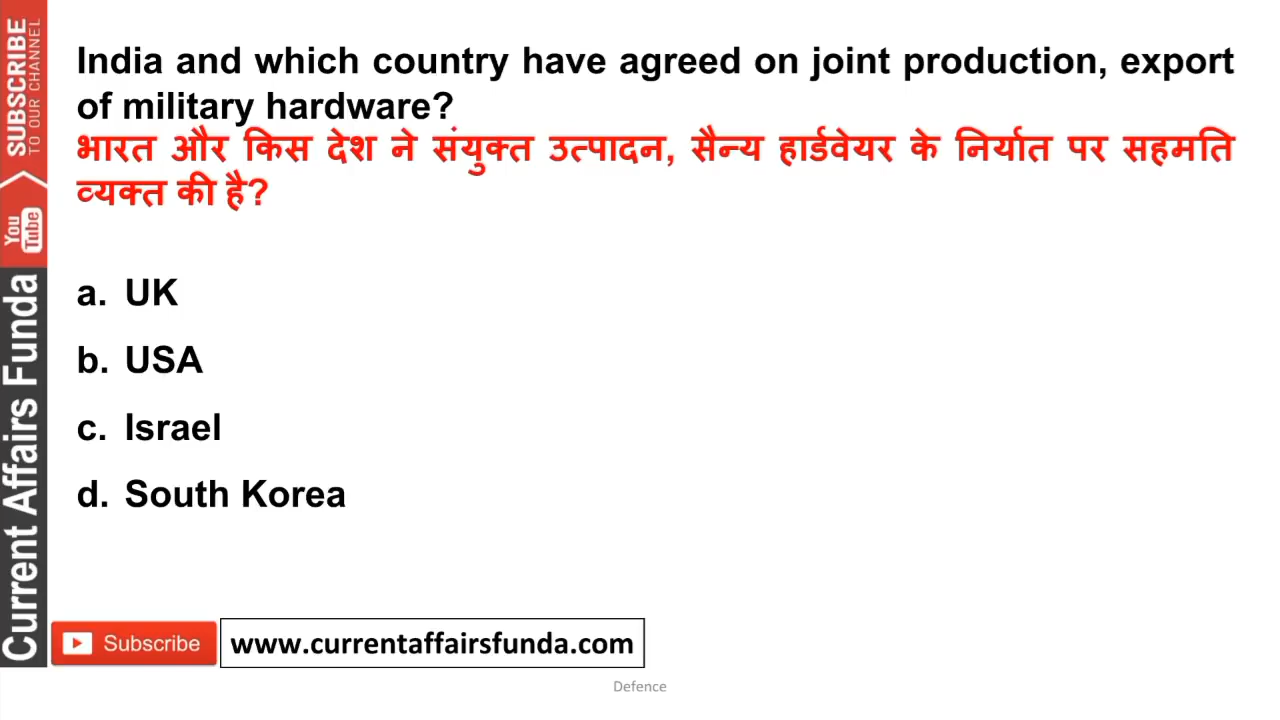 India and which country have agreed on joint production, export
of military hardware?
भारत और किस देश ने संयुक्त उत्पादन, सैन्य हार्डवेयर के निर्यात पर सहमति
व्यक्त की है?
a. UK
b. USA
c. Israel
d. South Korea
SUBSCRIBE
TO OUR CHANNEL
You
Tube
Current Affairs Funda
Subscribe
www.currentaffairsfunda.com
Defence